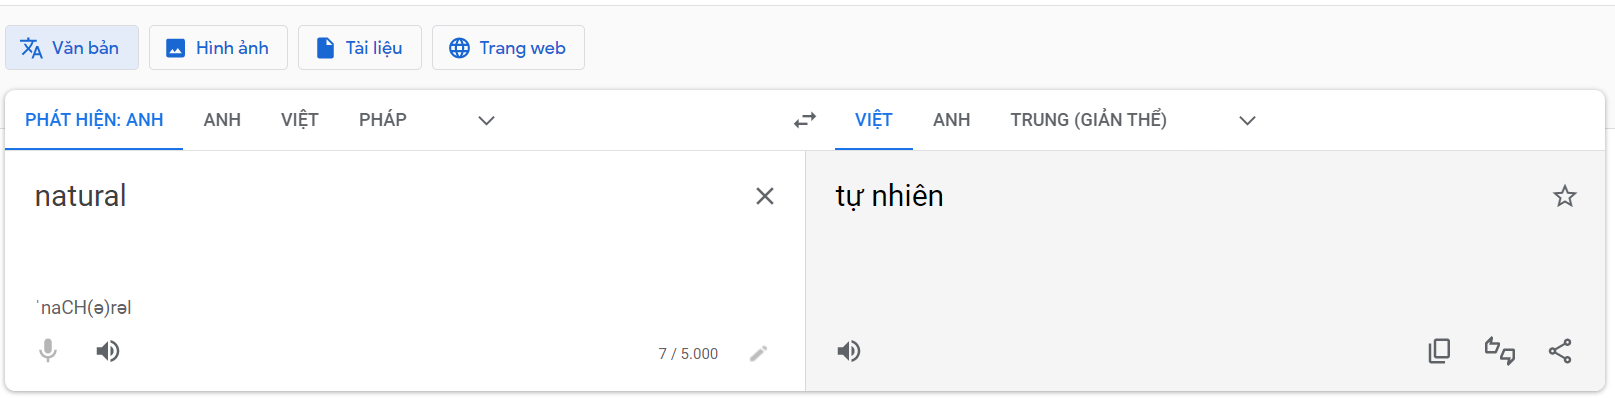 Văn bản Hình ảnh Tài liệu Trang web
PHÁT HIỆN: ANH ANH VIỆT PHÁP VIỆT ANH TRUNG (GIẢN THỂ)
natural
tự nhiên
ˈnaCH(ə)rəl
7 / 5.000